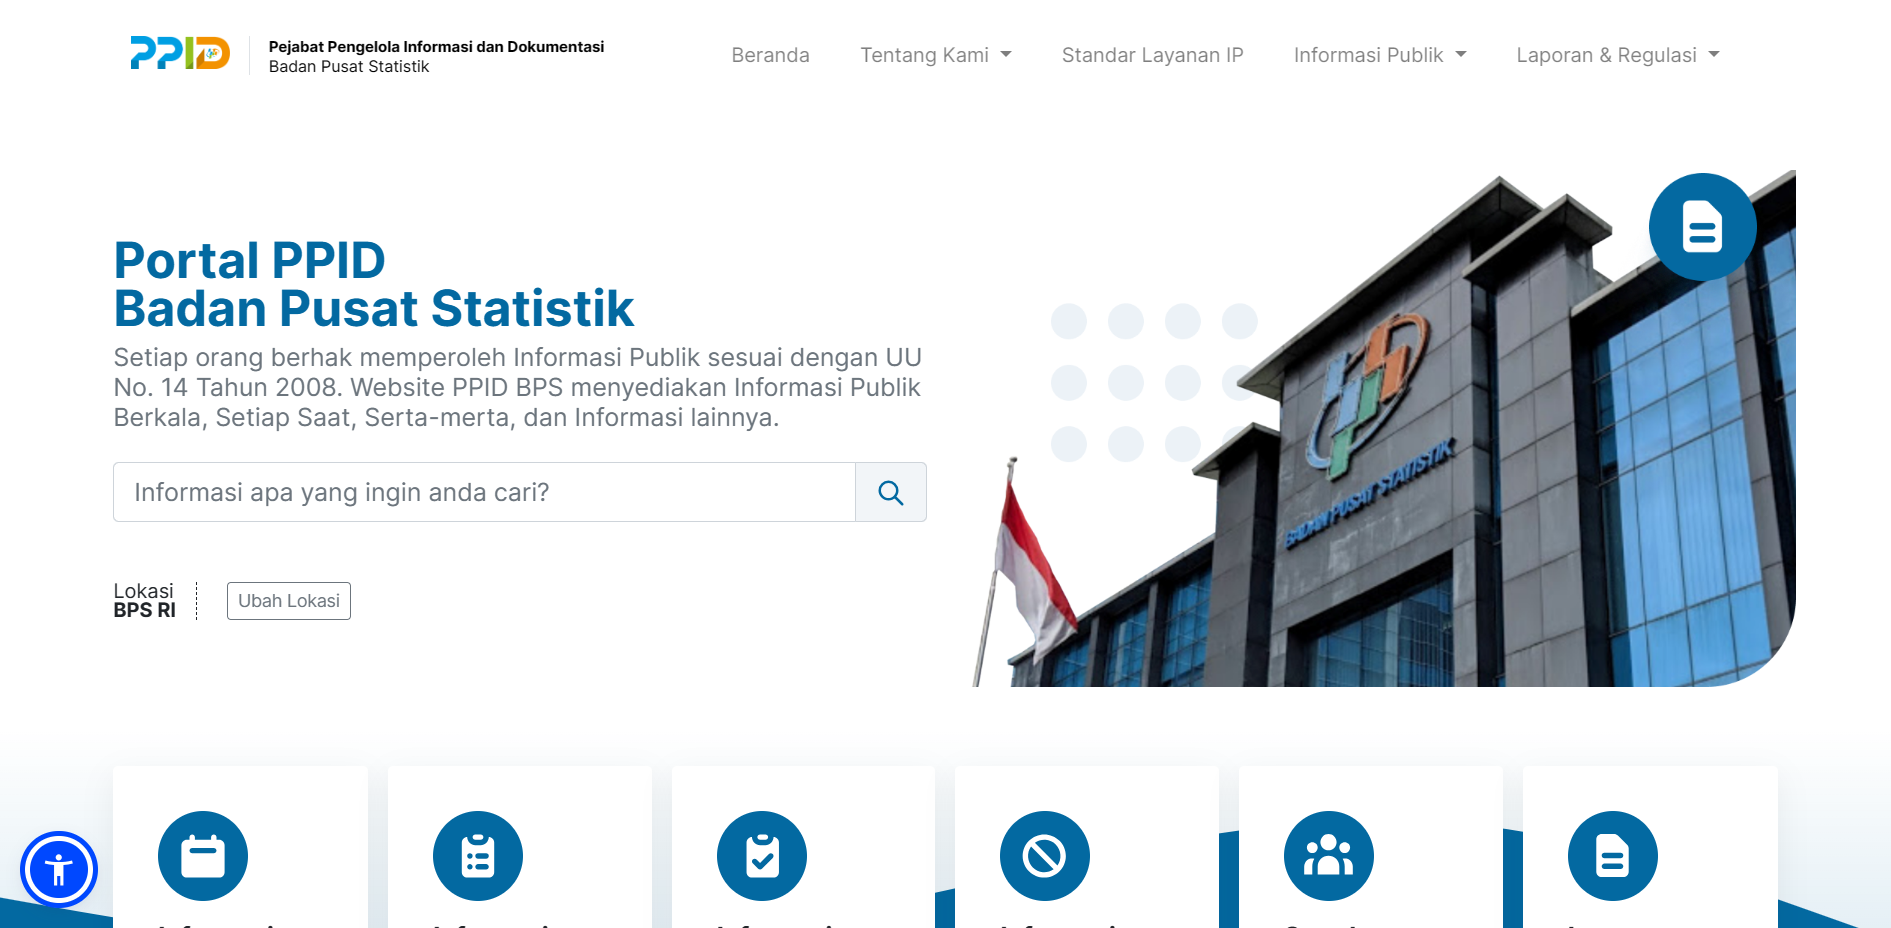 PPID
Pejabat Pengelola Informasi dan Dokumentasi
Badan Pusat Statistik
Beranda
Tentang Kami
Standar Layanan IP
Informasi Publik
Laporan & Regulasi
Portal PPID
Badan Pusat Statistik
Setiap orang berhak memperoleh Informasi Publik sesuai dengan UU
No. 14 Tahun 2008. Website PPID BPS menyediakan Informasi Publik
Berkala, Setiap Saat, Serta-merta, dan Informasi lainnya.
Informasi apa yang ingin anda cari?
Lokasi
BPS RI
Ubah Lokasi
BADAN PUSAT STATISTIK